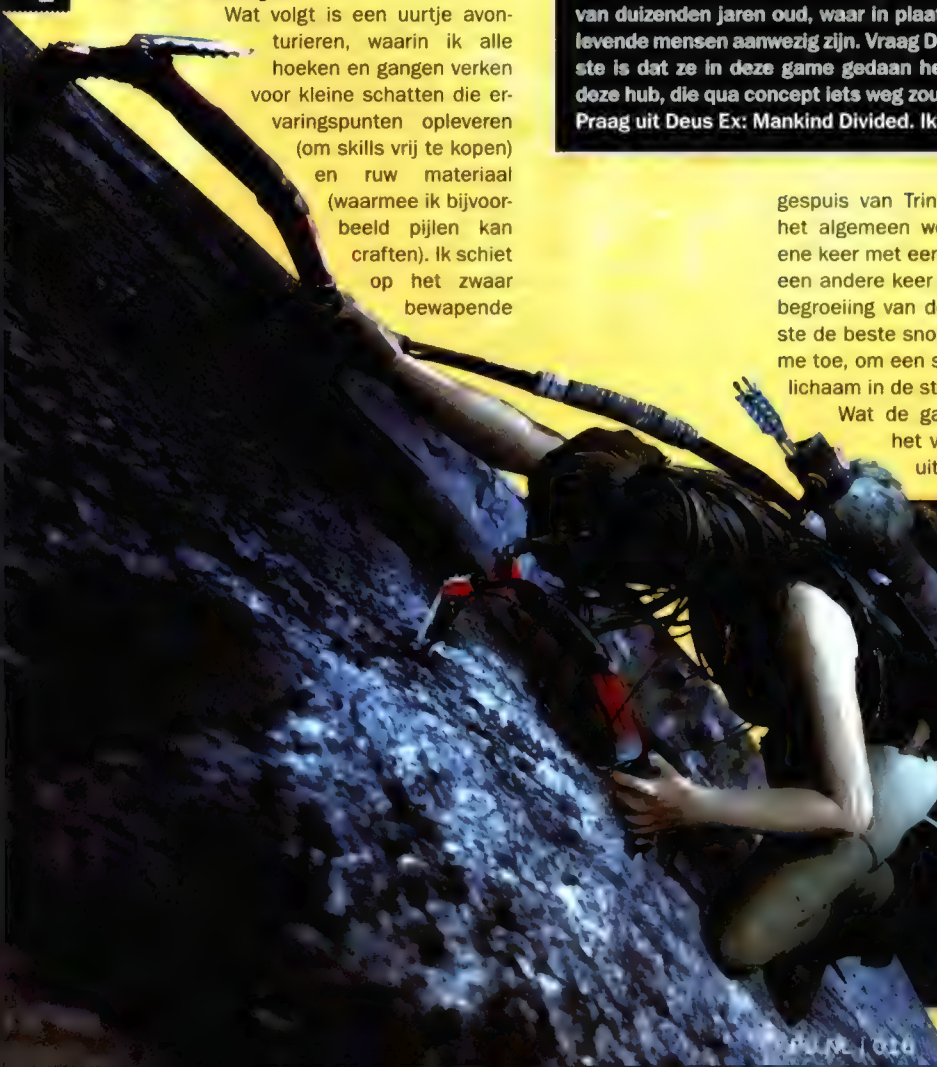 Wat volgt is een uurtje avon-
turieren, waarin ik alle
hoeken en gangen verken
voor kleine schatten die er-
varingspunten opleveren
(om skills vrij te kopen)
en ruw materiaal
(waarmee ik bijvoor-
beeld pijlen kan
craften). Ik schiet
op het zwaar
bewapende
van duizenden jaren oud, waar in plaat
levende mensen aanwezig zijn. Vraag D
ste is dat ze in deze game gedaan he
deze hub, die qua concept iets weg zou
Praag uit Deus Ex: Mankind Divided. Ik
gespuis van Trin
het algemeen we
ene keer met eer
een andere keer
begroeiing van de
ste de beste sno
me toe, om een s
lichaam in de st
Wat de ga
het v
uit